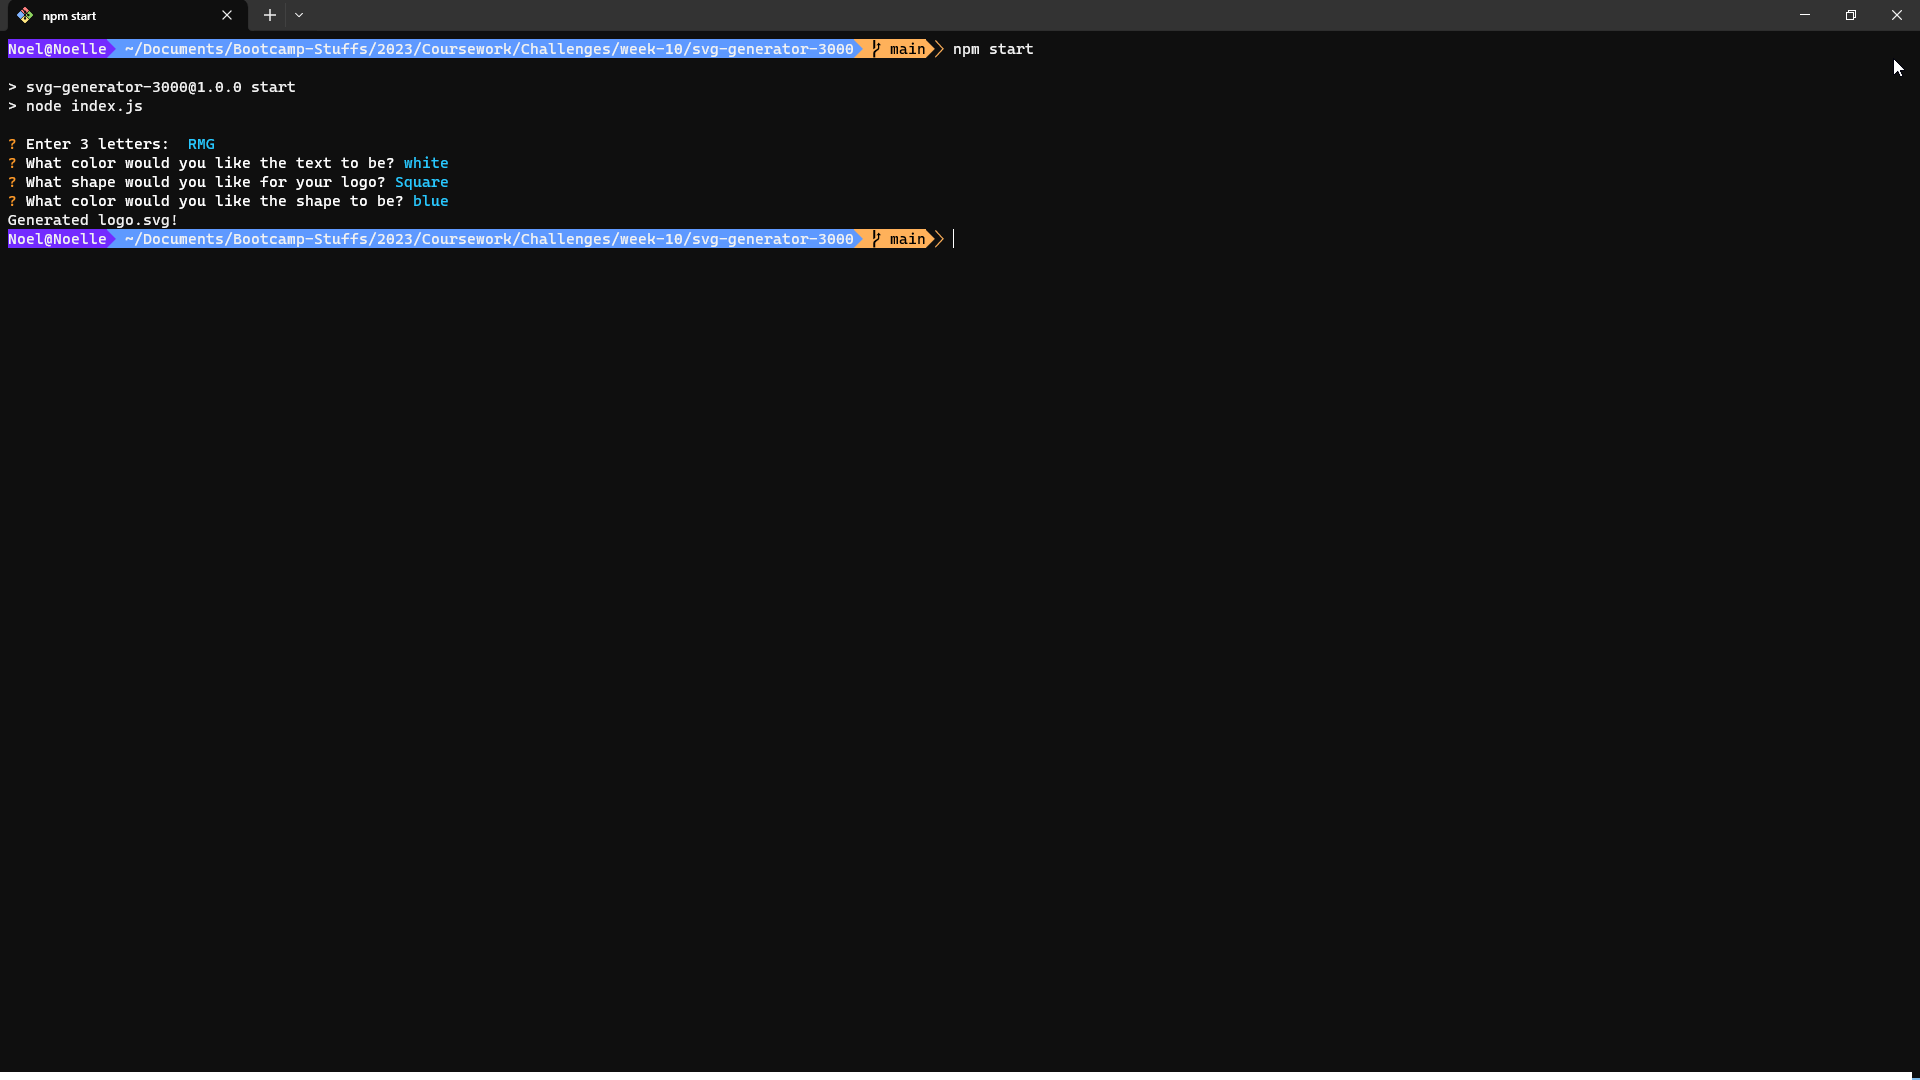 npm start
Noel@Noelle ~/Documents/Bootcamp-Stuffs/2023/Coursework/Challenges/week-10/svg-generator-3000 main npm start
> svg-generator-3000@1.0.0 start
> node index.js
? Enter 3 letters:  RMG
? What color would you like the text to be? white
? What shape would you like for your logo? Square
? What color would you like the shape to be? blue
Generated logo.svg!
Noel@Noelle ~/Documents/Bootcamp-Stuffs/2023/Coursework/Challenges/week-10/svg-generator-3000 main